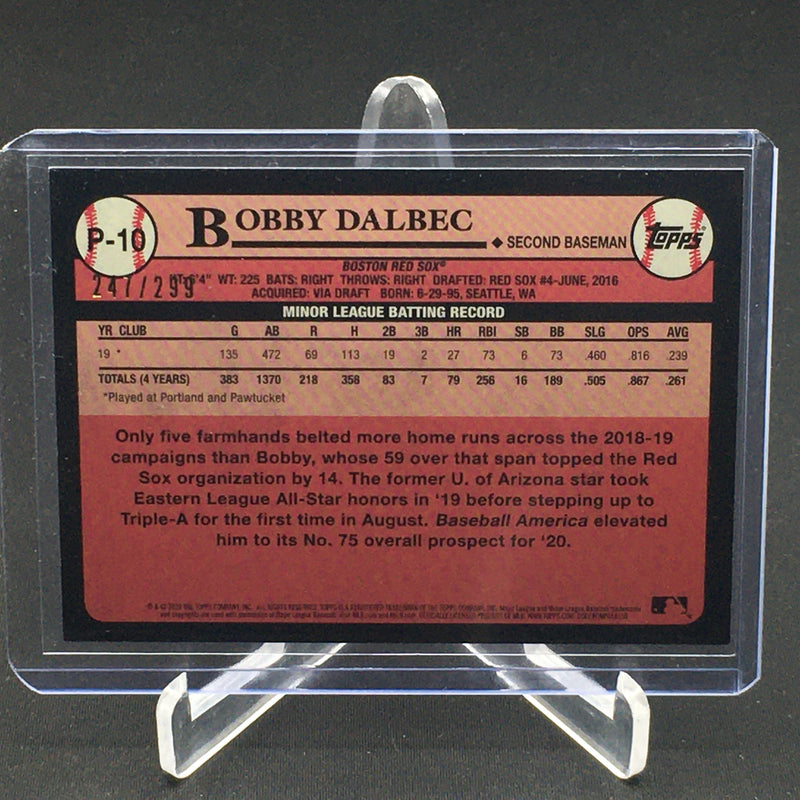 P-10
BOBBY DALBEC
◆ SECOND BASEMAN
topps
BOSTON RED SOX®
247/299
HT: 6'4" WT: 225 BATS: RIGHT THROWS: RIGHT DRAFTED: RED SOX #4-JUNE, 2016
ACQUIRED: VIA DRAFT BORN: 6-29-95, SEATTLE, WA
MINOR LEAGUE BATTING RECORD
YR CLUB G AB R H 2B 3B HR RBI SB BB SLG OPS AVG
19 * 135 472 69 113 19 2 27 73 6 73 .460 .816 .239
TOTALS (4 YEARS) 383 1370 218 358 83 7 79 256 16 189 .505 .867 .261
*Played at Portland and Pawtucket
Only five farmhands belted more home runs across the 2018-19
campaigns than Bobby, whose 59 over that span topped the Red
Sox organization by 14. The former U. of Arizona star took
Eastern League All-Star honors in '19 before stepping up to
Triple-A for the first time in August. Baseball America elevated
him to its No. 75 overall prospect for '20.